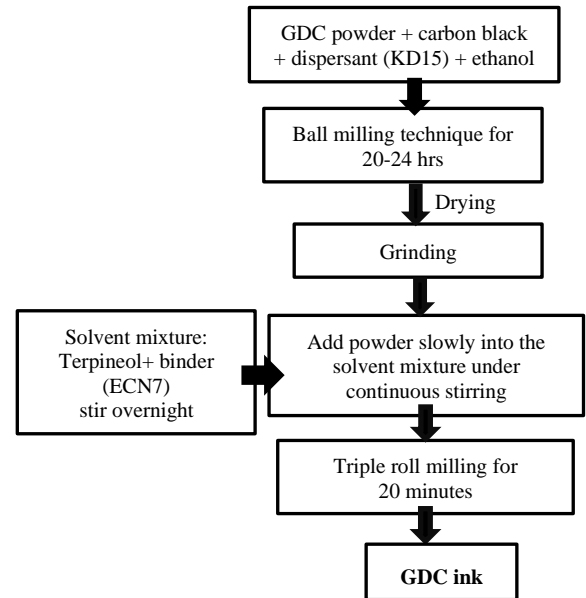 GDC powder + carbon black
+ dispersant (KD15) + ethanol
Ball milling technique for
20-24 hrs
Drying
Grinding
Solvent mixture:
Terpineol+ binder
(ECN7)
stir overnight
Add powder slowly into the
solvent mixture under
continuous stirring
Triple roll milling for
20 minutes
GDC ink